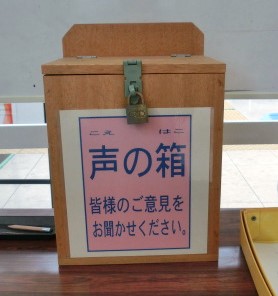 こえ　はこ
声の箱
皆様のご意見を
お聞かせください。